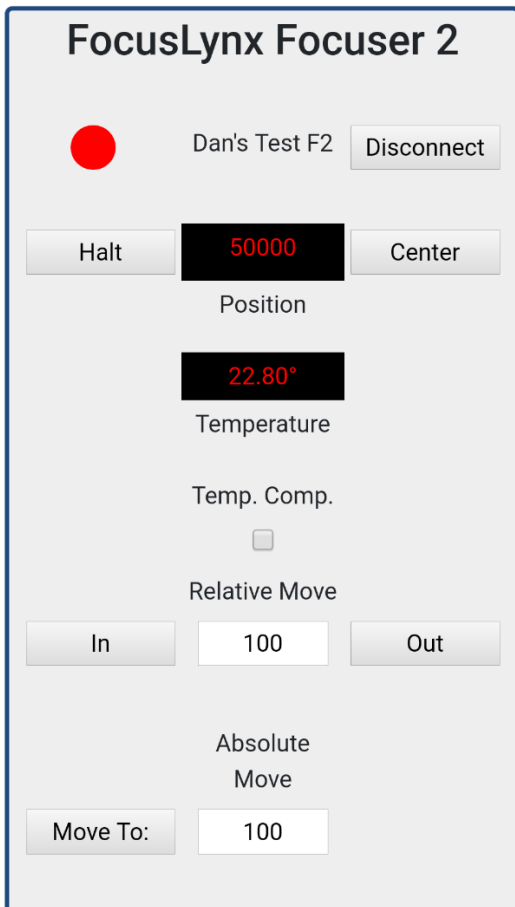 FocusLynx Focuser 2
Dan's Test F2
Disconnect
Halt
50000
Center
Position
22.80°
Temperature
Temp. Comp.
Relative Move
In
100
Out
Absolute
Move
Move To:
100